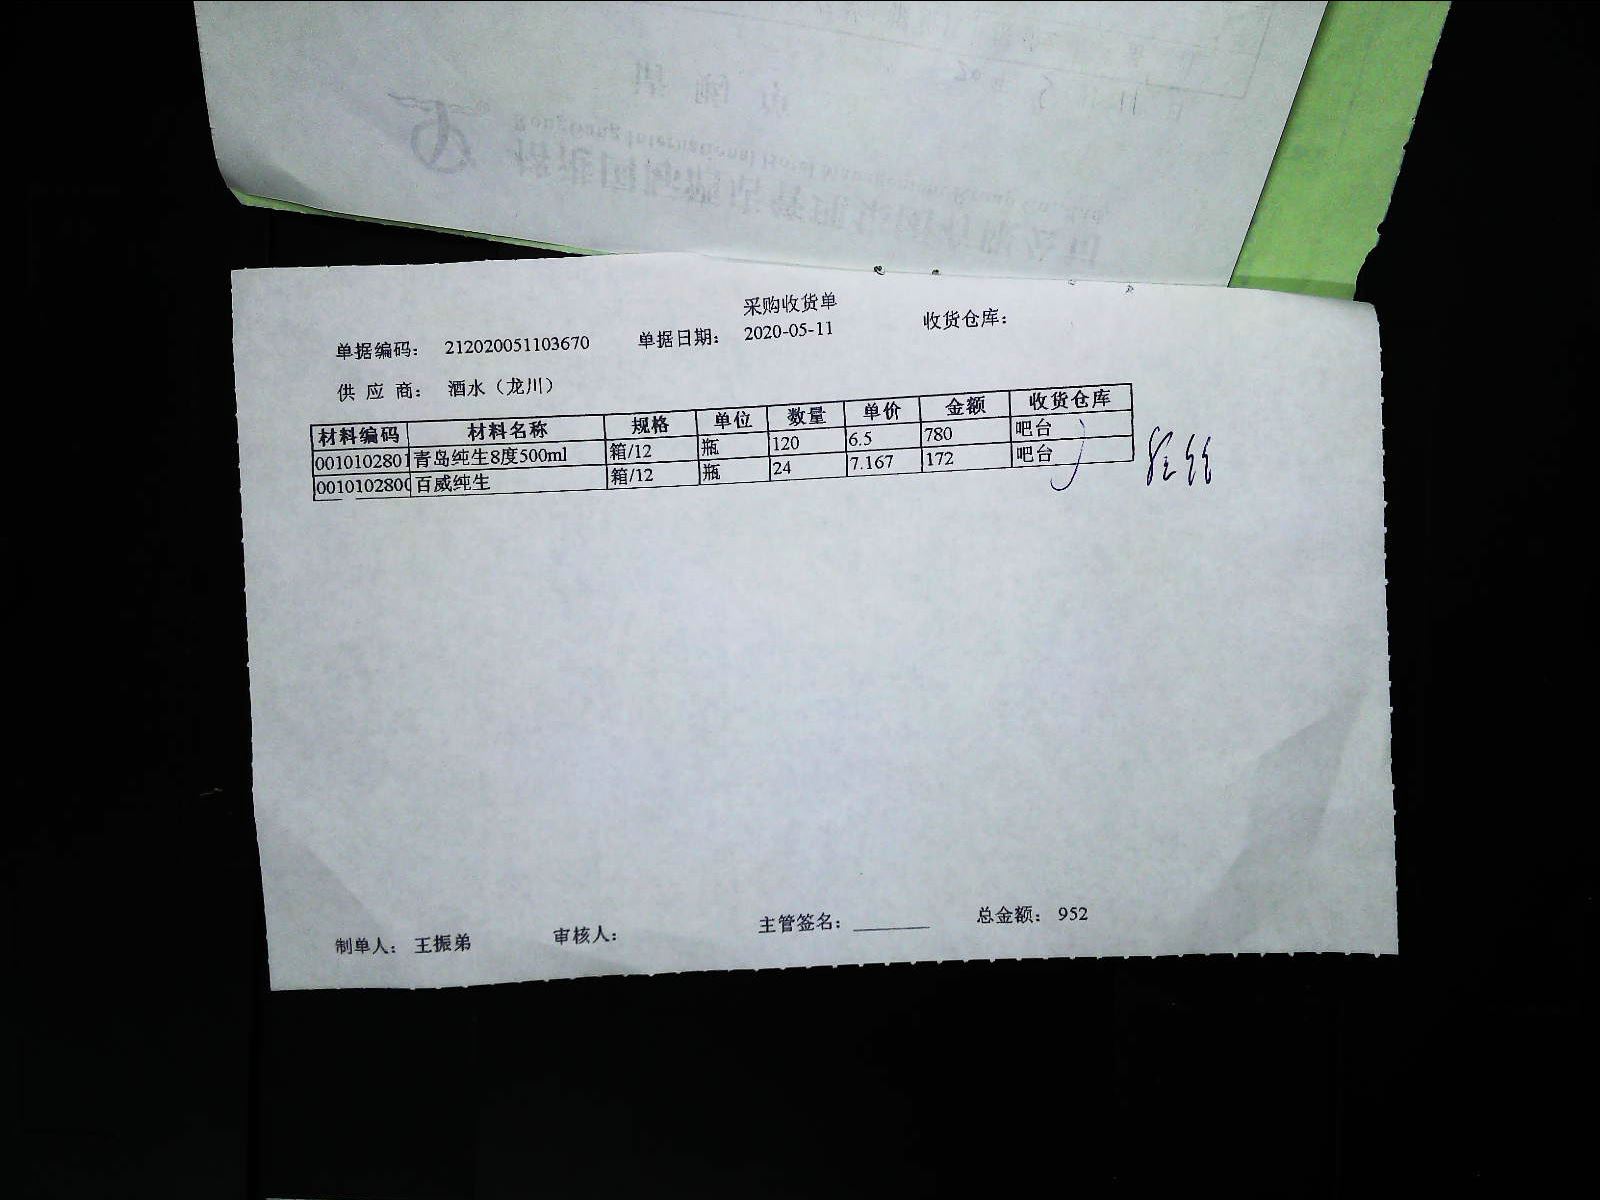 采购收货单
单据编码： 212020051103670 单据日期： 2020-05-11 收货仓库：
供 应 商： 酒水（龙川）
材料编码 材料名称 规格 单位 数量 单价 金额 收货仓库
0010102801 青岛纯生8度500ml 箱/12 瓶 120 6.5 780 吧台
0010102800 百威纯生 箱/12 瓶 24 7.167 172 吧台
制单人： 王振弟 审核人： 主管签名： 总金额： 952